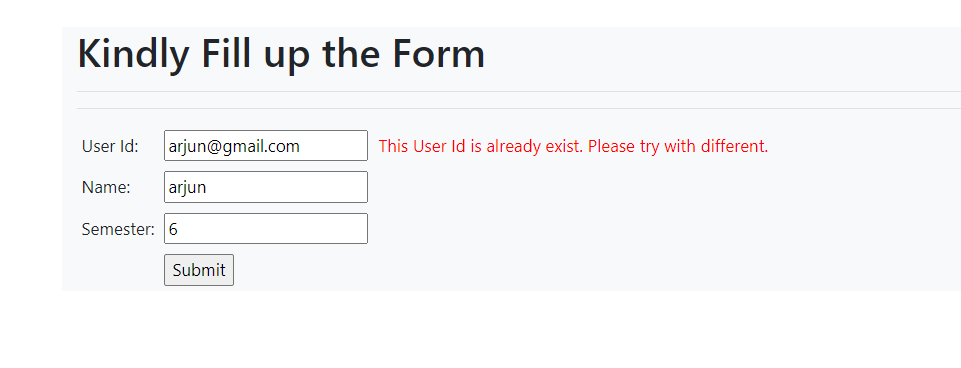 Kindly Fill up the Form
User Id: arjun@gmail.com This User Id is already exist. Please try with different.
Name: arjun
Semester: 6
Submit